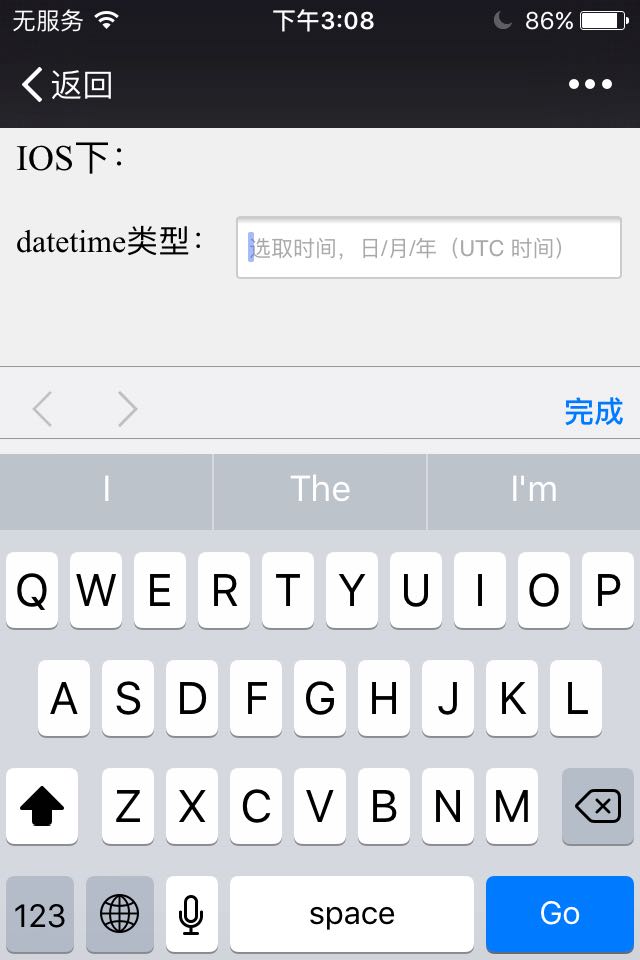 无服务 下午3:08 86%
返回
IOS下：
datetime类型： 选取时间，日/月/年（UTC 时间）
完成
I The I'm
Q W E R T Y U I O P
A S D F G H J K L
Z X C V B N M
123 space Go